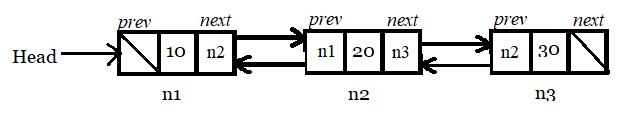 prev next prev next prev next
Head 10 n2 n1 20 n3 n2 30
n1 n2 n3